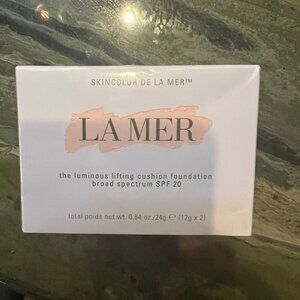 SKINCOLOR DE LA MER™
LA MER
the luminous lifting cushion foundation
broad spectrum SPF 20
total poids net wt. 0.84 oz./24g ℮ (12g x 2)